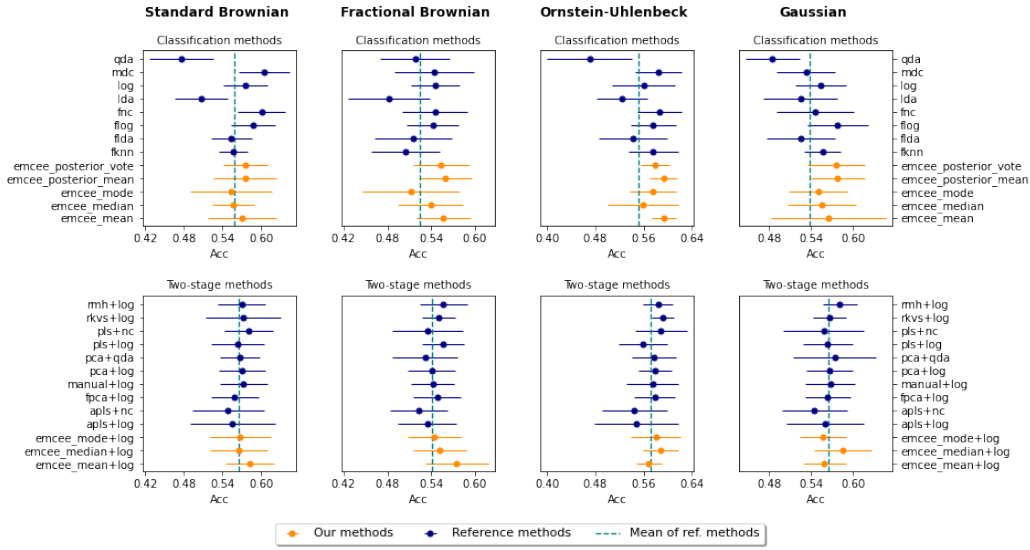 Standard Brownian Fractional Brownian Ornstein-Uhlenbeck Gaussian
Classification methods Classification methods Classification methods Classification methods
qda qda
mdc mdc
log log
lda lda
fnc fnc
flog flog
flda flda
fknn fknn
emcee_posterior_vote emcee_posterior_vote
emcee_posterior_mean emcee_posterior_mean
emcee_mode emcee_mode
emcee_median emcee_median
emcee_mean emcee_mean
0.42 0.48 0.54 0.60 0.42 0.48 0.54 0.60 0.40 0.48 0.56 0.64 0.48 0.54 0.60
Acc Acc Acc Acc
Two-stage methods Two-stage methods Two-stage methods Two-stage methods
rmh+log rmh+log
rkvs+log rkvs+log
pls+nc pls+nc
pls+log pls+log
pca+qda pca+qda
pca+log pca+log
manual+log manual+log
fpca+log fpca+log
apls+nc apls+nc
apls+log apls+log
emcee_mode+log emcee_mode+log
emcee_median+log emcee_median+log
emcee_mean+log emcee_mean+log
0.42 0.48 0.54 0.60 0.42 0.48 0.54 0.60 0.40 0.48 0.56 0.64 0.48 0.54 0.60
Acc Acc Acc Acc
Our methods Reference methods Mean of ref. methods